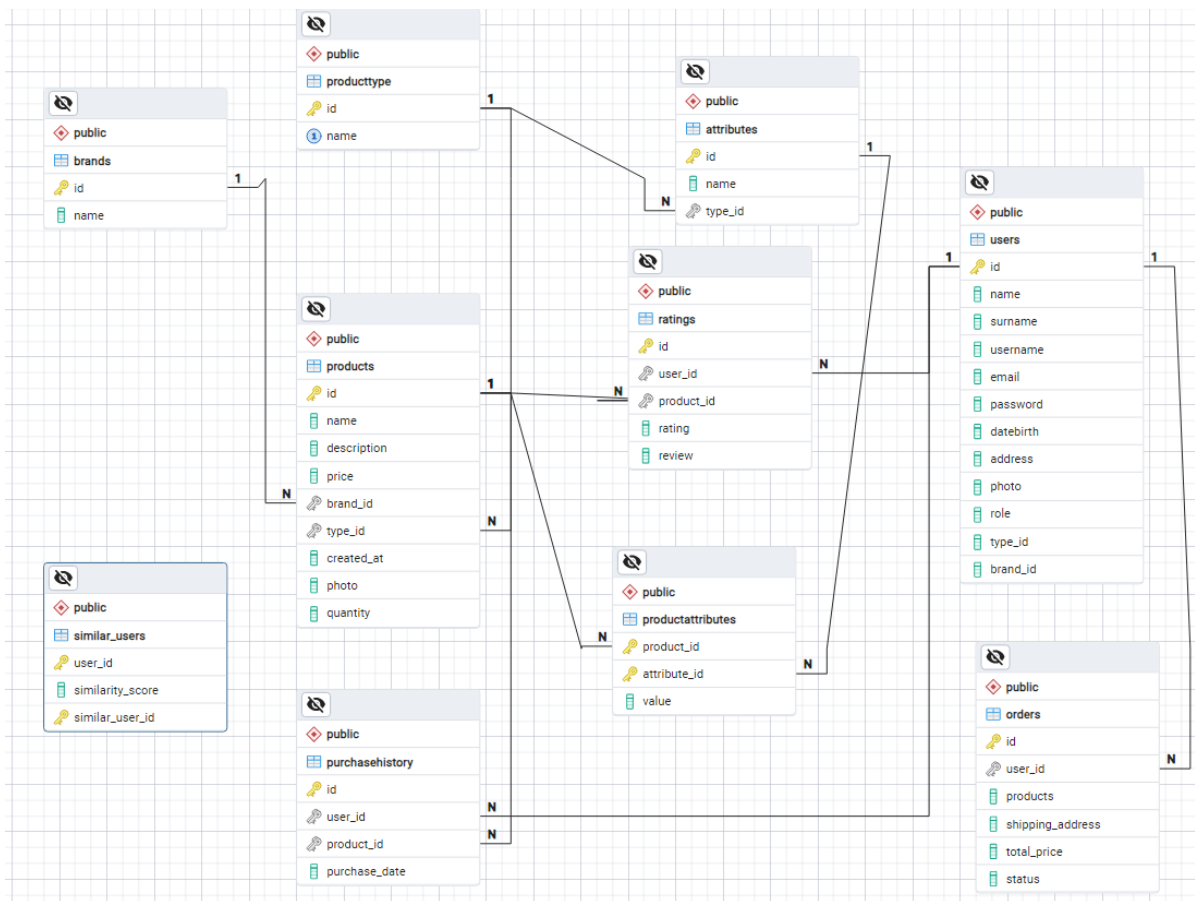 public
producttype
id
name
public
brands
id
name
public
attributes
id
name
type_id
public
users
id
name
surname
username
email
password
datebirth
address
photo
role
type_id
brand_id
public
ratings
id
user_id
product_id
rating
review
public
products
id
name
description
price
brand_id
type_id
created_at
photo
quantity
public
similar_users
user_id
similarity_score
similar_user_id
public
productattributes
product_id
attribute_id
value
public
purchasehistory
id
user_id
product_id
purchase_date
public
orders
id
user_id
products
shipping_address
total_price
status
1
1
1
1
1
1
N
N
N
N
N
N
N
N
N
N